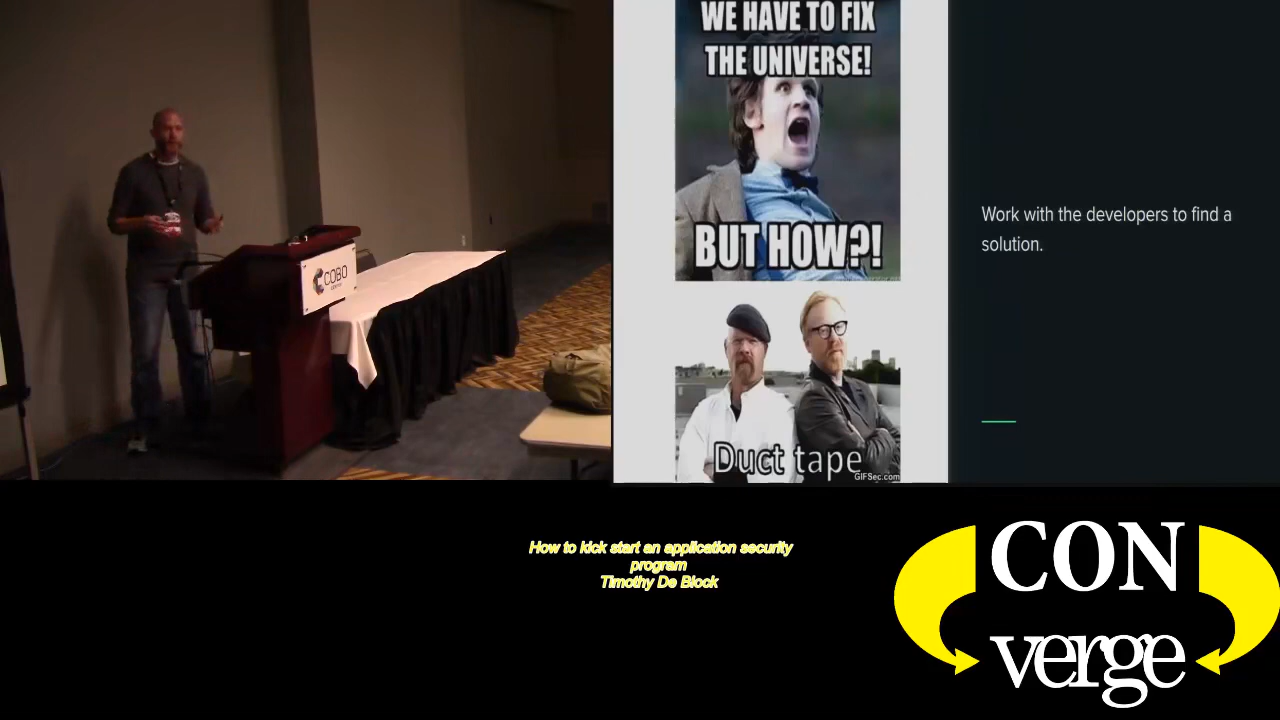 WE HAVE TO FIX
THE UNIVERSE!
BUT HOW?!
Duct tape
GIFSec.com
Work with the developers to find a
solution.
COBO
CENTER
How to kick start an application security
program
Timothy De Block
CON
verge